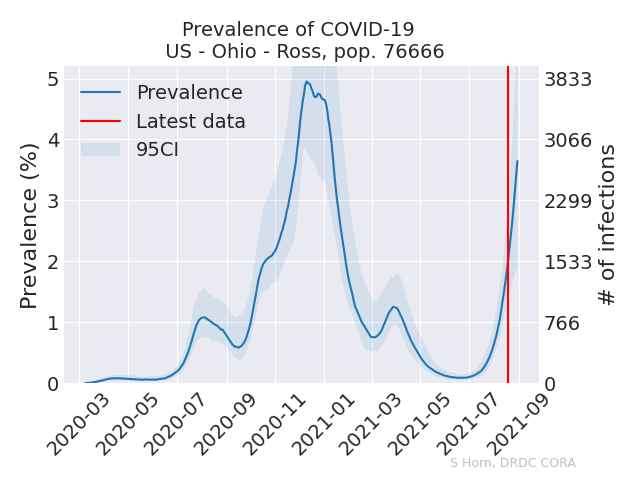 Prevalence of COVID-19
US - Ohio - Ross, pop. 76666
Prevalence
Latest data
95CI
Prevalence (%)
5
4
3
2
1
0
3833
3066
2299
1533
766
0
# of infections
2020-03
2020-05
2020-07
2020-09
2020-11
2021-01
2021-03
2021-05
2021-07
2021-09
S Horn, DRDC CORA